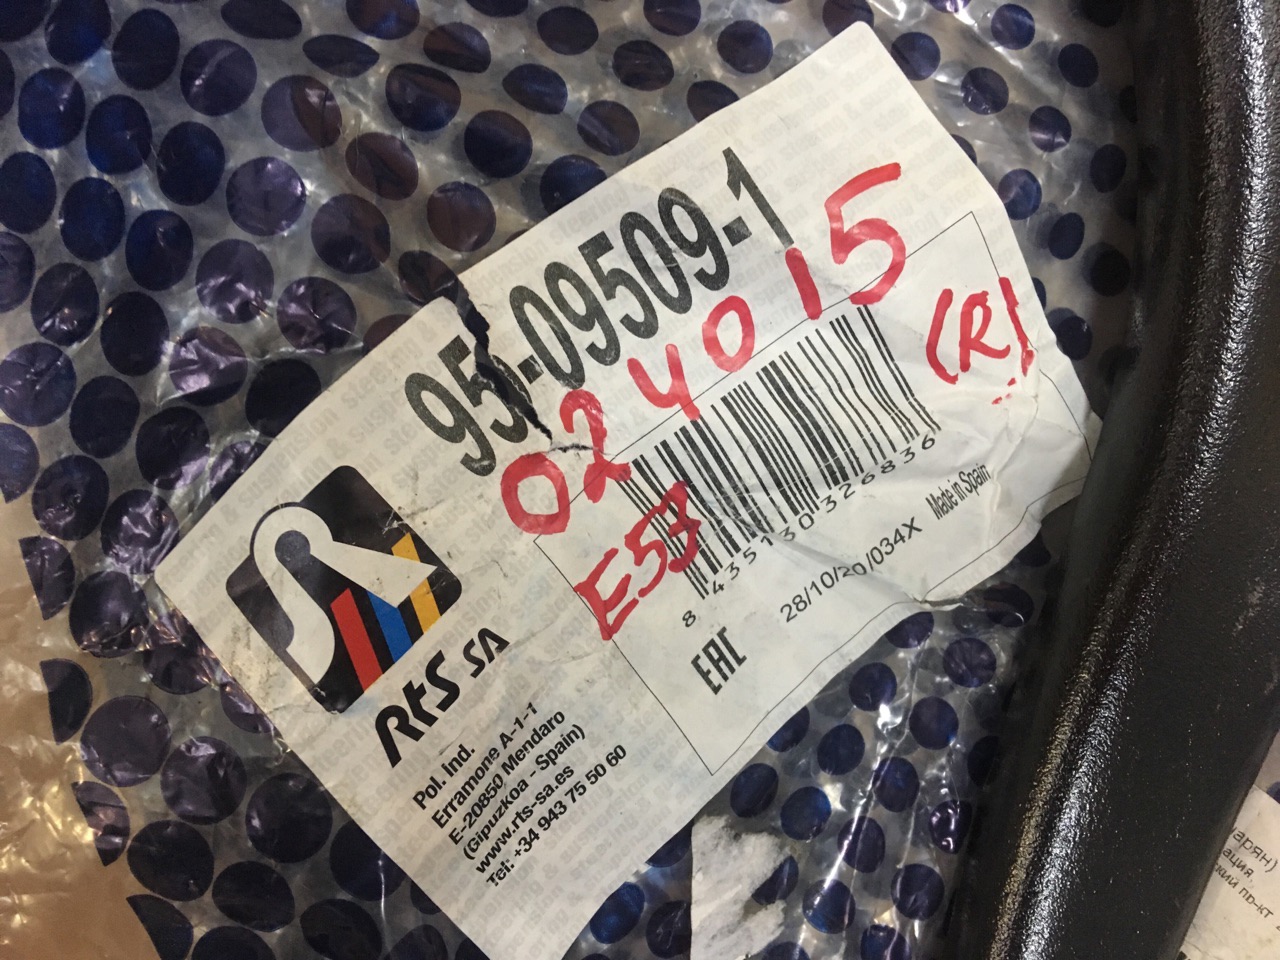 95-09509-1
024015
(R)
E53
8 435130 326836
Made in Spain
28/10/20/034X
EAC
RtS SA
Pol. Ind.
Erramone A-1-1
E-20850 Mendaro
(Gipuzkoa - Spain)
www.rts-sa.es
Tel: +34 943 75 50 60